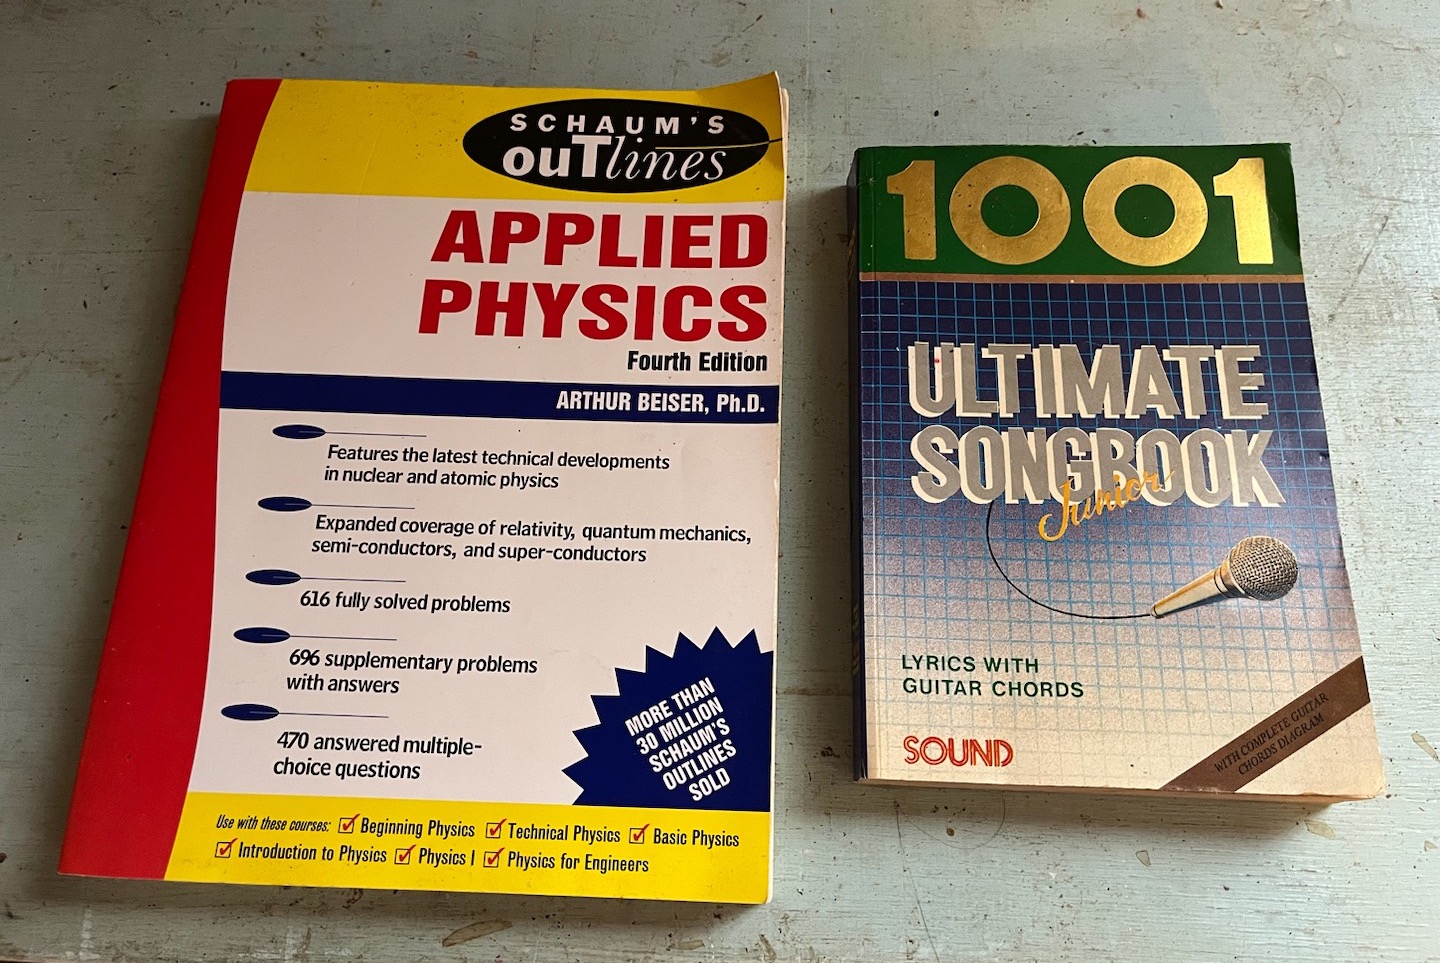 SCHAUM'S
ouTlines
APPLIED
PHYSICS
Fourth Edition
ARTHUR BEISER, Ph.D.
Features the latest technical developments
in nuclear and atomic physics
Expanded coverage of relativity, quantum mechanics,
semi-conductors, and super-conductors
616 fully solved problems
696 supplementary problems
with answers
470 answered multiple-
choice questions
MORE THAN
30 MILLION
SCHAUM'S
OUTLINES
SOLD
Use with these courses: Beginning Physics Technical Physics Basic Physics
Introduction to Physics Physics I Physics for Engineers
1001
ULTIMATE
SONGBOOK
Junior
LYRICS WITH
GUITAR CHORDS
SOUND
WITH COMPLETE GUITAR
CHORDS DIAGRAM